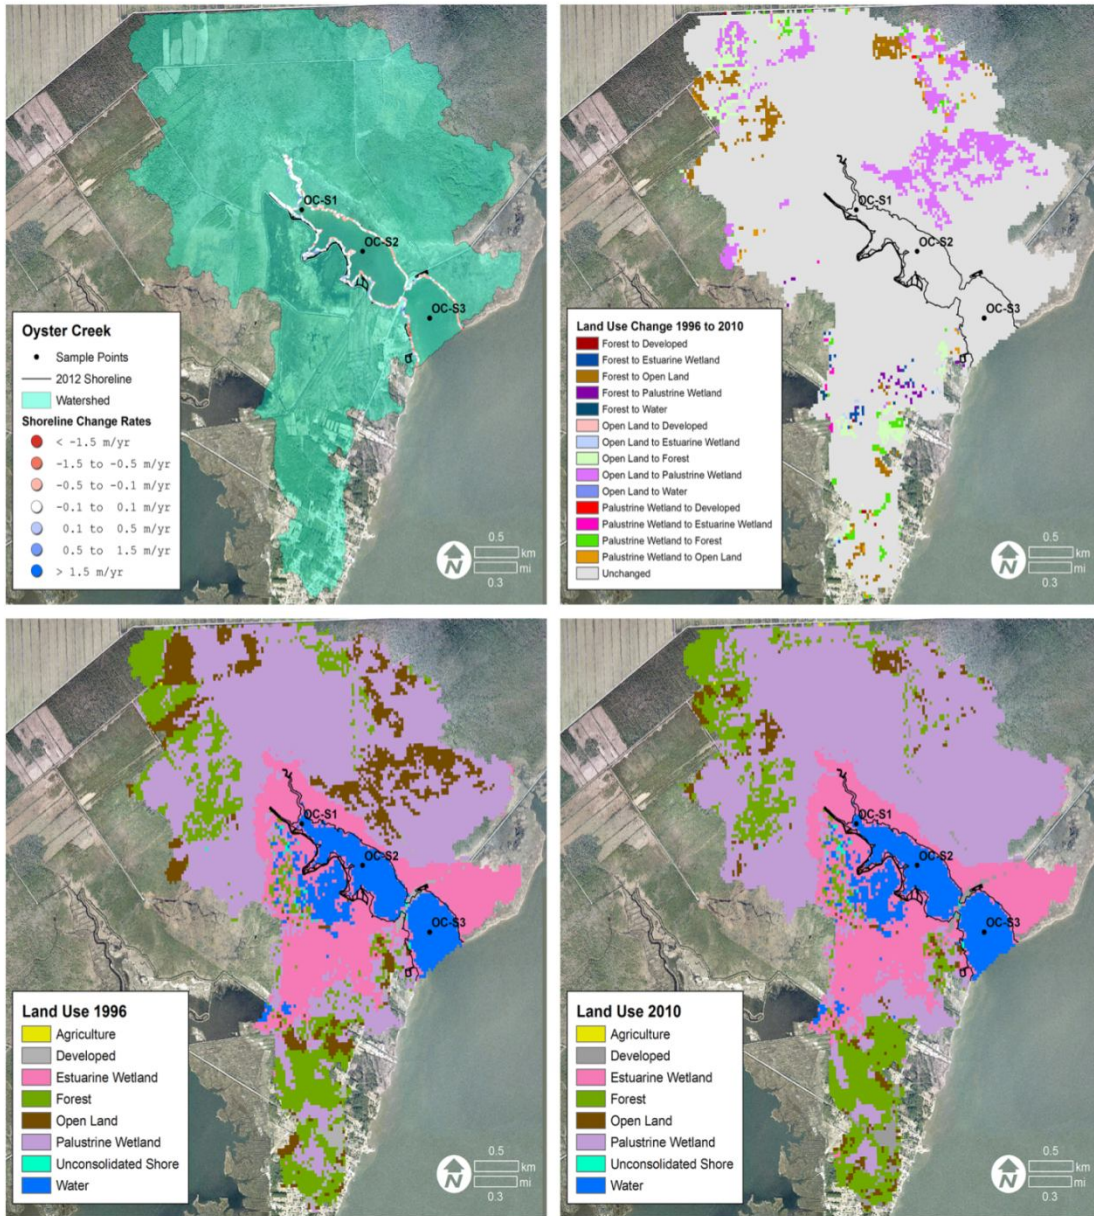 OC-S1
OC-S2
OC-S3
Oyster Creek
Sample Points
2012 Shoreline
Watershed
Shoreline Change Rates
< -1.5 m/yr
-1.5 to -0.5 m/yr
-0.5 to -0.1 m/yr
-0.1 to 0.1 m/yr
0.1 to 0.5 m/yr
0.5 to 1.5 m/yr
> 1.5 m/yr
N
0.5
km
mi
0.3
OC-S1
OC-S2
OC-S3
Land Use Change 1996 to 2010
Forest to Developed
Forest to Estuarine Wetland
Forest to Open Land
Forest to Palustrine Wetland
Forest to Water
Open Land to Developed
Open Land to Estuarine Wetland
Open Land to Forest
Open Land to Palustrine Wetland
Open Land to Water
Palustrine Wetland to Developed
Palustrine Wetland to Estuarine Wetland
Palustrine Wetland to Forest
Palustrine Wetland to Open Land
Unchanged
N
0.5
km
mi
0.3
OC-S1
OC-S2
OC-S3
Land Use 1996
Agriculture
Developed
Estuarine Wetland
Forest
Open Land
Palustrine Wetland
Unconsolidated Shore
Water
N
0.5
km
mi
0.3
OC-S1
OC-S2
OC-S3
Land Use 2010
Agriculture
Developed
Estuarine Wetland
Forest
Open Land
Palustrine Wetland
Unconsolidated Shore
Water
N
0.5
km
mi
0.3